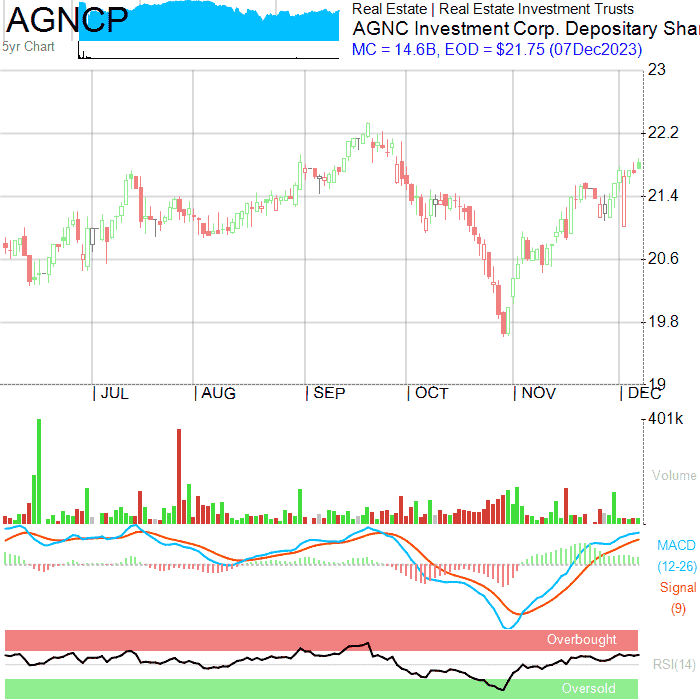 AGNCP
5yr Chart
Real Estate | Real Estate Investment Trusts
AGNC Investment Corp. Depositary Shar
MC = 14.6B, EOD = $21.75 (07Dec2023)
23
22.2
21.4
20.6
19.8
19
JUL AUG SEP OCT NOV DEC
401k
Volume
MACD
(12-26)
Signal
(9)
Overbought
RSI(14)
Oversold